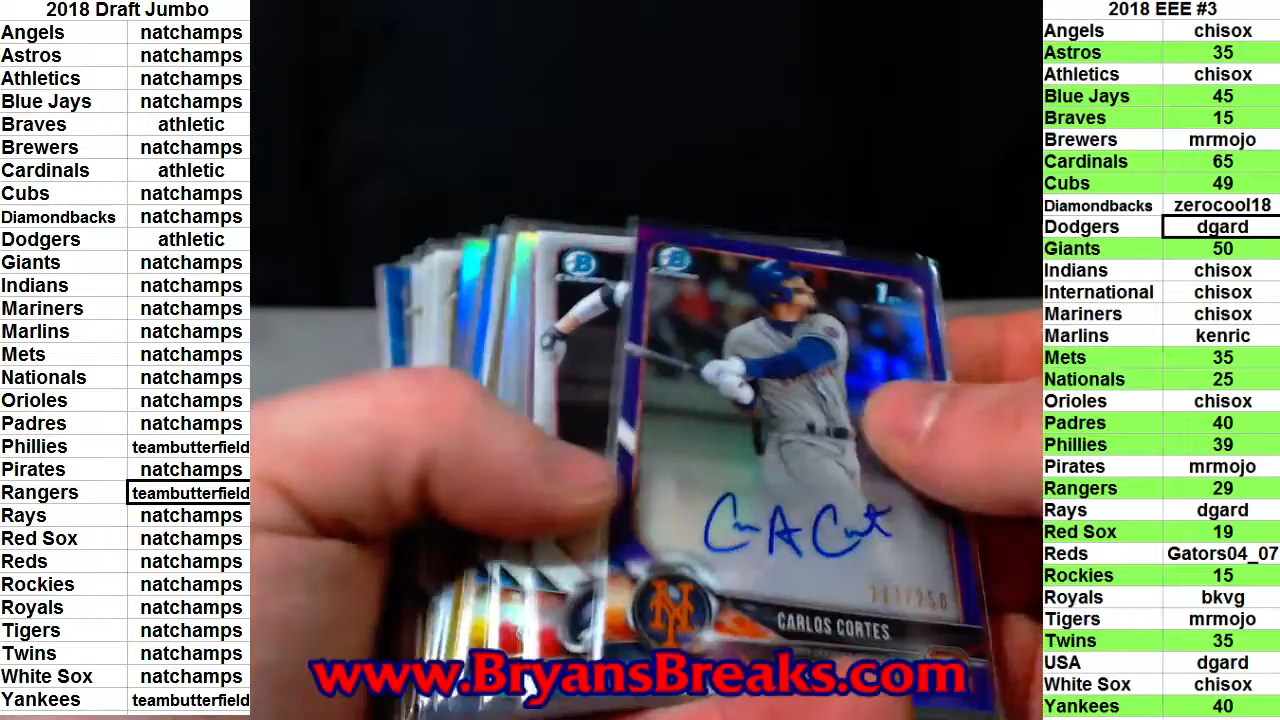 2018 Draft Jumbo
Angels natchamps
Astros natchamps
Athletics natchamps
Blue Jays natchamps
Braves athletic
Brewers natchamps
Cardinals athletic
Cubs natchamps
Diamondbacks natchamps
Dodgers athletic
Giants natchamps
Indians natchamps
Mariners natchamps
Marlins natchamps
Mets natchamps
Nationals natchamps
Orioles natchamps
Padres natchamps
Phillies teambutterfield
Pirates natchamps
Rangers teambutterfield
Rays natchamps
Red Sox natchamps
Reds natchamps
Rockies natchamps
Royals natchamps
Tigers natchamps
Twins natchamps
White Sox natchamps
Yankees teambutterfield
B
B
1
CARLOS CORTES
www.BryansBreaks.com
2018 EEE #3
Angels chisox
Astros 35
Athletics chisox
Blue Jays 45
Braves 15
Brewers mrmojo
Cardinals 65
Cubs 49
Diamondbacks zerocool18
Dodgers dgard
Giants 50
Indians chisox
International chisox
Mariners chisox
Marlins kenric
Mets 35
Nationals 25
Orioles chisox
Padres 40
Phillies 39
Pirates mrmojo
Rangers 29
Rays dgard
Red Sox 19
Reds Gators04_07
Rockies 15
Royals bkvg
Tigers mrmojo
Twins 35
USA dgard
White Sox chisox
Yankees 40